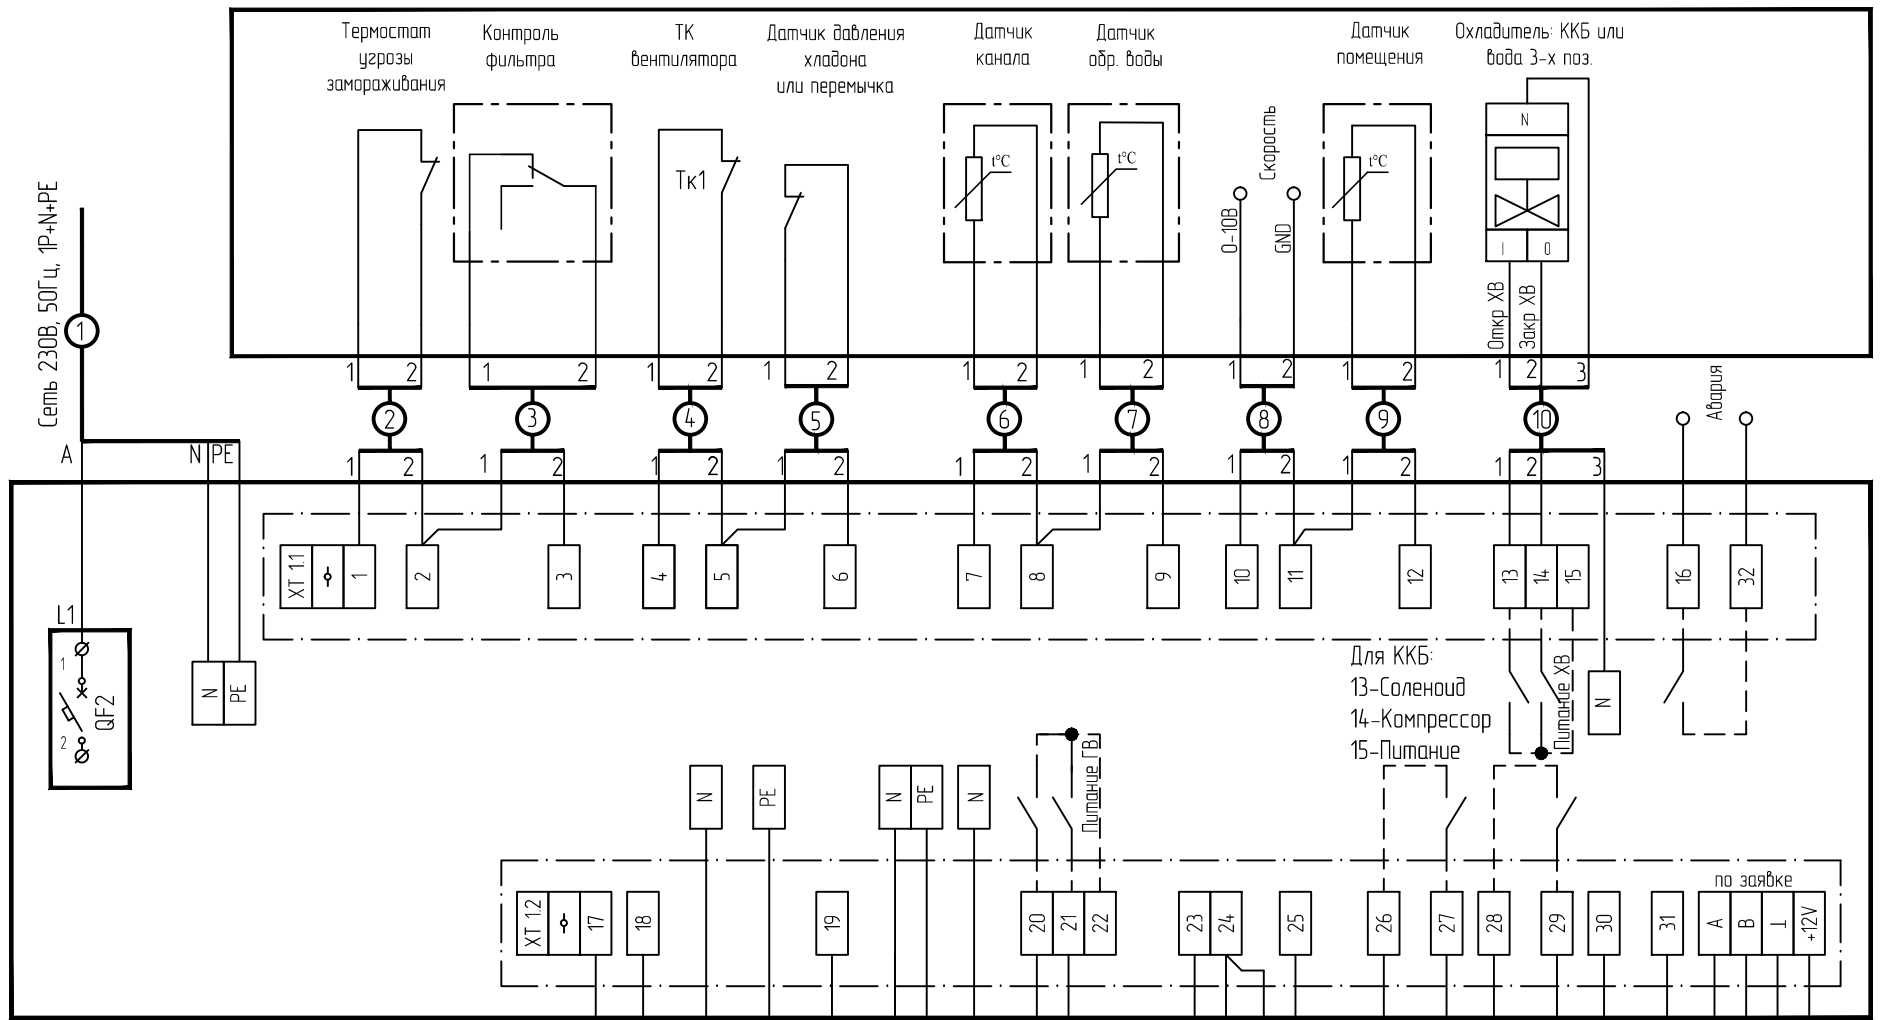 Термостат
угрозы
замораживания
Контроль
фильтра
ТК
вентилятора
Датчик давления
хладона
или перемычка
Датчик
канала
Датчик
обр. воды
Датчик
помещения
Охладитель: ККБ или
вода 3-х поз.
Скорость
0-10В
GND
Тк1
t°C
t°C
t°C
N
I
0
Откр ХВ
Закр ХВ
Сеть 230В, 50Гц, 1P+N+PE
1
1 2 1 2 1 2 1 2 1 2 1 2 1 2 1 2 1 2 3
2 3 4 5 6 7 8 9 10
Авария
A N PE
1 2 1 2 1 2 1 2 1 2 1 2 1 2 1 2 1 2 3
XT 1.1 1 2 3 4 5 6 7 8 9 10 11 12 13 14 15 16 32
L1
1
2
QF2
N PE
Для ККБ:
13-Соленоид
14-Компрессор
15-Питание
Питание ХВ
N
N PE N PE N
Питание ГВ
по заявке
XT 1.2 17 18 19 20 21 22 23 24 25 26 27 28 29 30 31 A B ⊥ +12V